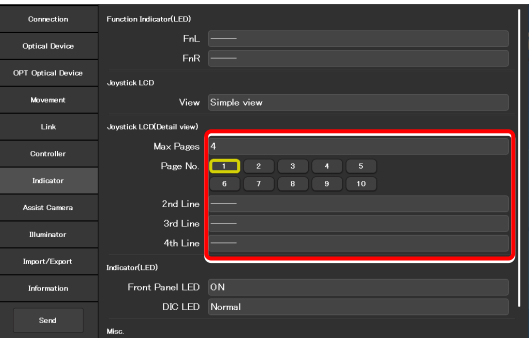 Connection
Optical Device
OPT Optical Device
Movement
Link
Controller
Indicator
Assist Camera
Illuminator
Import/Export
Information
Send
Function Indicator(LED)
FnL ——
FnR ——
Joystick LCD
View Simple view
Joystick LCD(Detail view)
Max Pages 4
Page No. 1 2 3 4 5
6 7 8 9 10
2nd Line ——
3rd Line ——
4th Line ——
Indicator(LED)
Front Panel LED ON
DIC LED Normal
Misc.